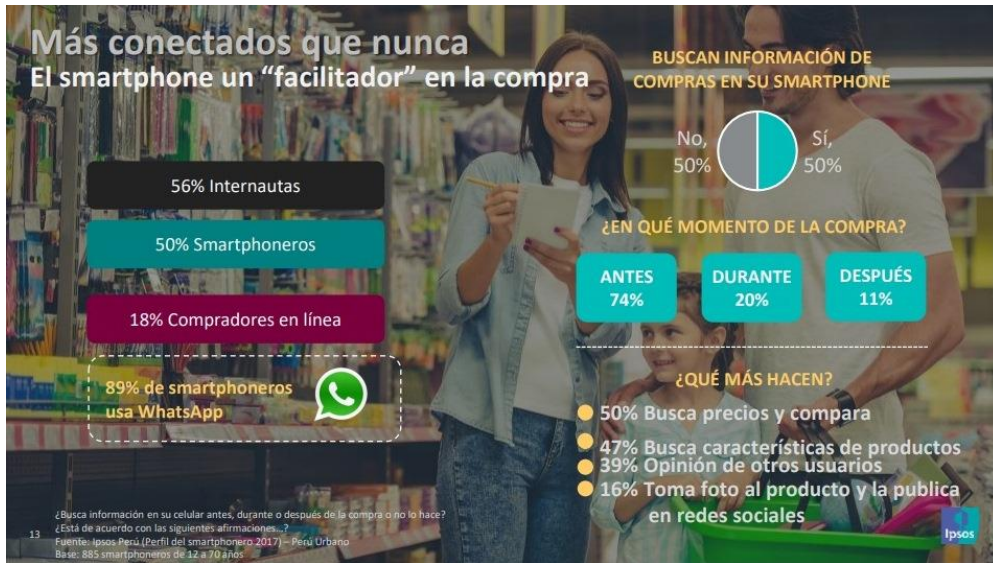 Más conectados que nunca
El smartphone un “facilitador” en la compra
56% Internautas
50% Smartphoneros
18% Compradores en línea
89% de smartphoneros
usa WhatsApp
BUSCAN INFORMACIÓN DE
COMPRAS EN SU SMARTPHONE
No,
50%
Sí,
50%
¿EN QUÉ MOMENTO DE LA COMPRA?
ANTES
74%
DURANTE
20%
DESPUÉS
11%
¿QUÉ MÁS HACEN?
50% Busca precios y compara
47% Busca características de productos
39% Opinión de otros usuarios
16% Toma foto al producto y la publica
en redes sociales
¿Busca información en su celular antes, durante o después de la compra o no lo hace?
¿Está de acuerdo con las siguientes afirmaciones...?
Fuente: Ipsos Perú (Perfil del smartphonero 2017) – Perú Urbano
Base: 885 smartphoneros de 12 a 70 años
13
Ipsos